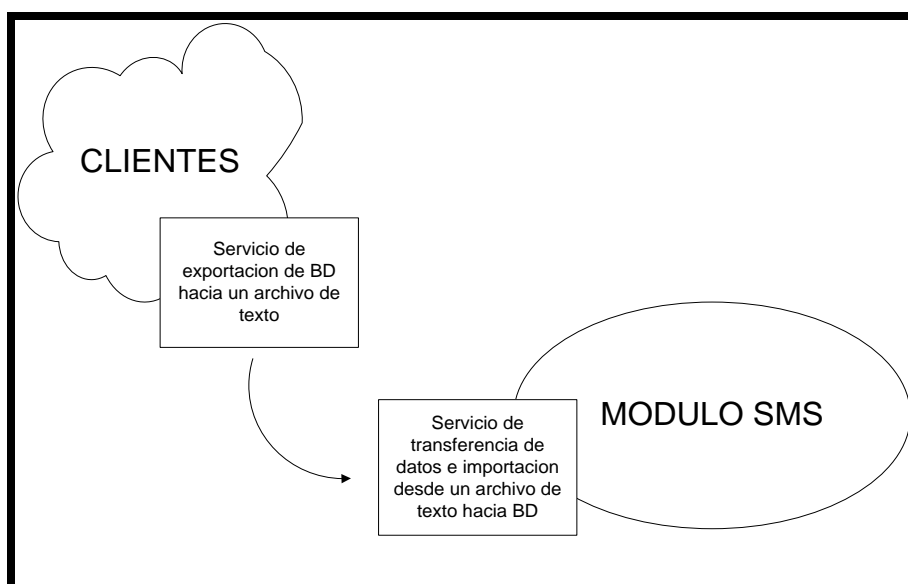 CLIENTES
Servicio de
exportacion de BD
hacia un archivo de
texto
MODULO SMS
Servicio de
transferencia de
datos e importacion
desde un archivo de
texto hacia BD